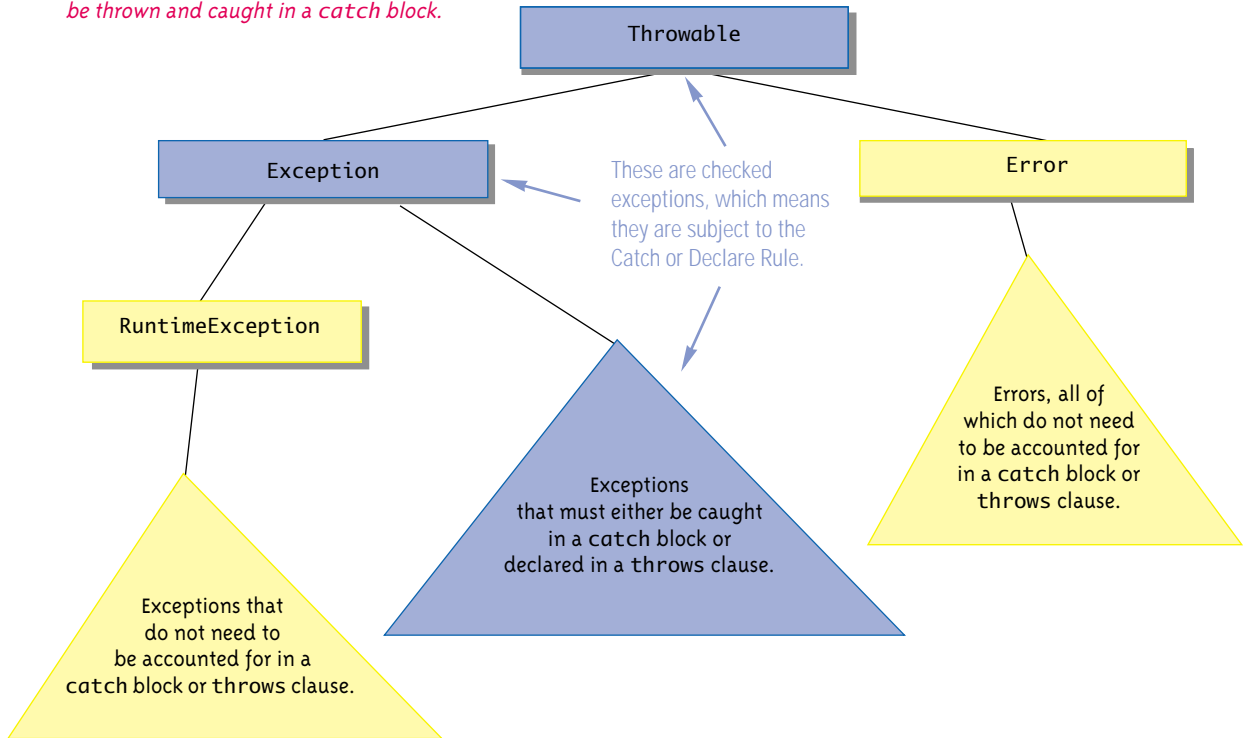 be thrown and caught in a catch block.
Throwable
Exception
These are checked
exceptions, which means
they are subject to the
Catch or Declare Rule.
Error
RuntimeException
Errors, all of
which do not need
to be accounted for
in a catch block or
throws clause.
Exceptions
that must either be caught
in a catch block or
declared in a throws clause.
Exceptions that
do not need to
be accounted for in a
catch block or throws clause.